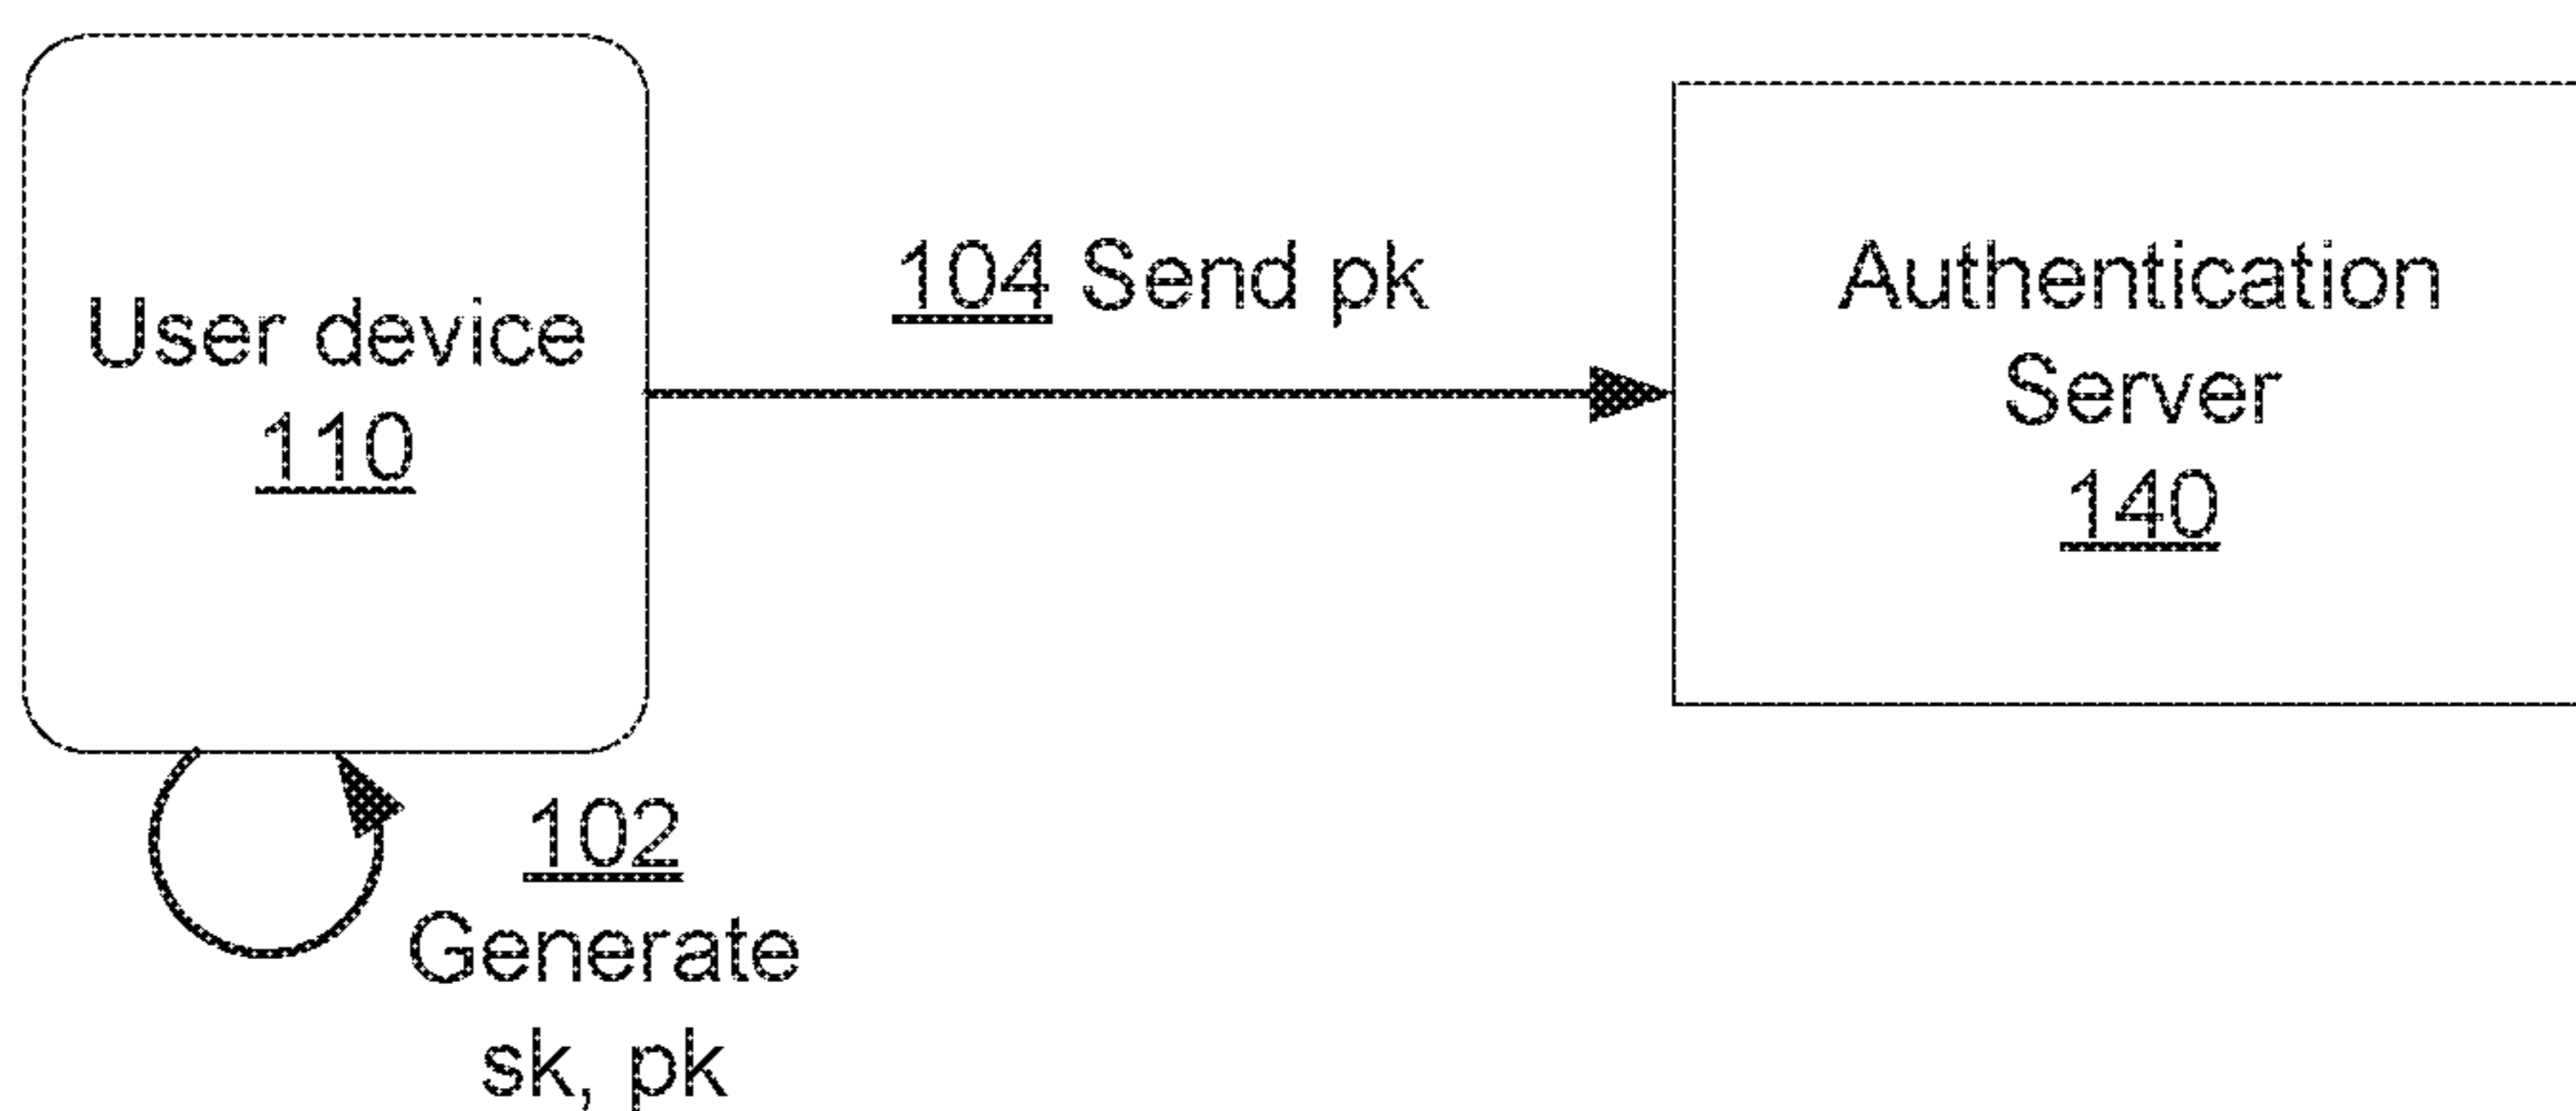 User device
110
104 Send pk
Authentication
Server
140
102
Generate
sk, pk